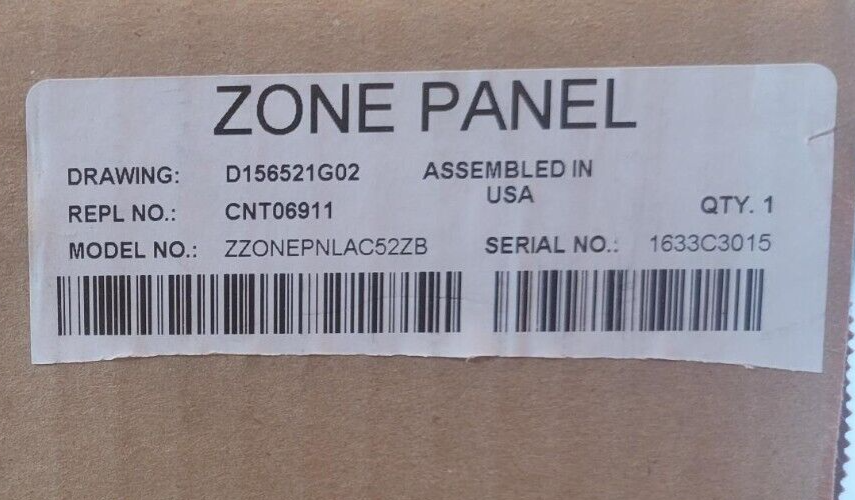 ZONE PANEL
DRAWING: D156521G02 ASSEMBLED IN
USA
REPL NO.: CNT06911 QTY. 1
MODEL NO.: ZZONEPNLAC52ZB SERIAL NO.: 1633C3015